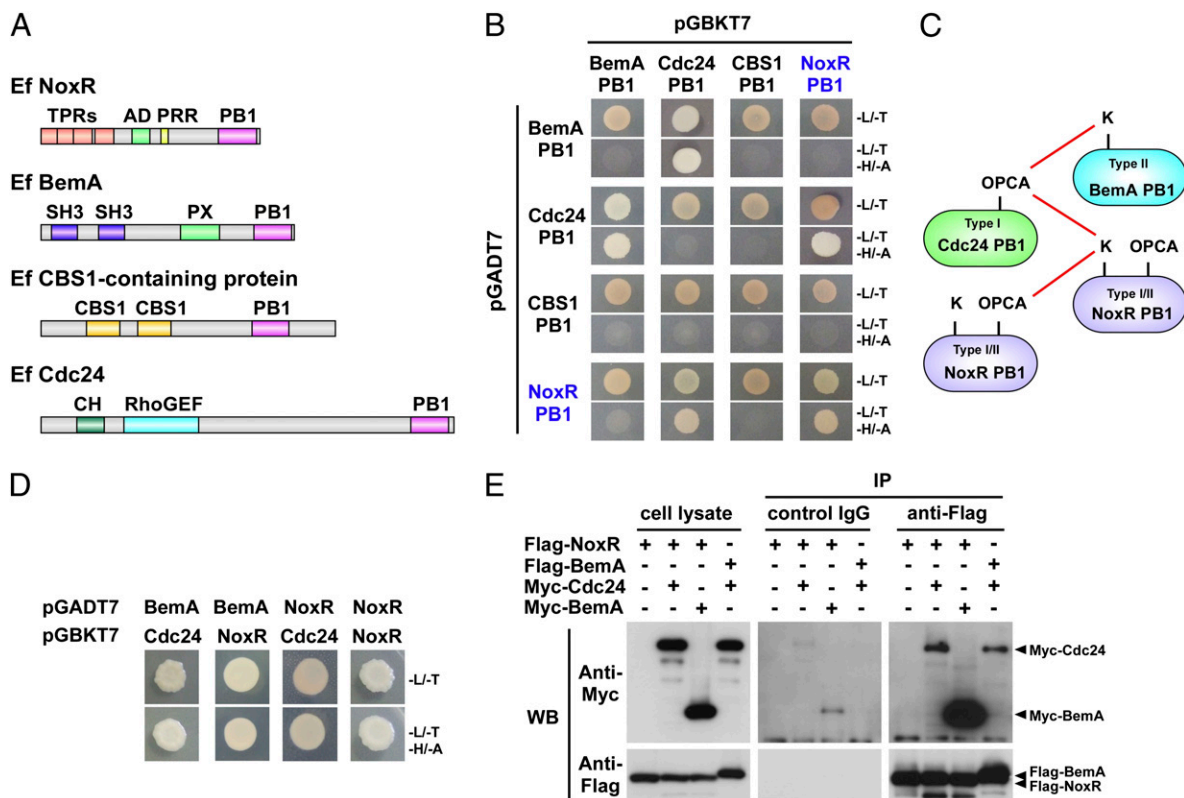 A
Ef NoxR
TPRs AD PRR PB1
Ef BemA
SH3 SH3 PX PB1
Ef CBS1-containing protein
CBS1 CBS1 PB1
Ef Cdc24
CH RhoGEF PB1
B
pGBKT7
BemA Cdc24 CBS1 NoxR
PB1 PB1 PB1 PB1
pGADT7
BemA
PB1
-L/-T
-L/-T
-H/-A
Cdc24
PB1
-L/-T
-L/-T
-H/-A
CBS1
PB1
-L/-T
-L/-T
-H/-A
NoxR
PB1
-L/-T
-L/-T
-H/-A
C
K
Type II
BemA PB1
OPCA
Type I
Cdc24 PB1
K OPCA
Type I/II
NoxR PB1
K OPCA
Type I/II
NoxR PB1
D
pGADT7 BemA BemA NoxR NoxR
pGBKT7 Cdc24 NoxR Cdc24 NoxR
-L/-T
-L/-T
-H/-A
E
IP
cell lysate control IgG anti-Flag
Flag-NoxR + + + - + + + - + + + -
Flag-BemA - - - + - - - + - - - +
Myc-Cdc24 - + - + - + - + - + - +
Myc-BemA - - + - - - + - - - + -
WB
Anti-
Myc
Myc-Cdc24
Myc-BemA
Anti-
Flag
Flag-BemA
Flag-NoxR